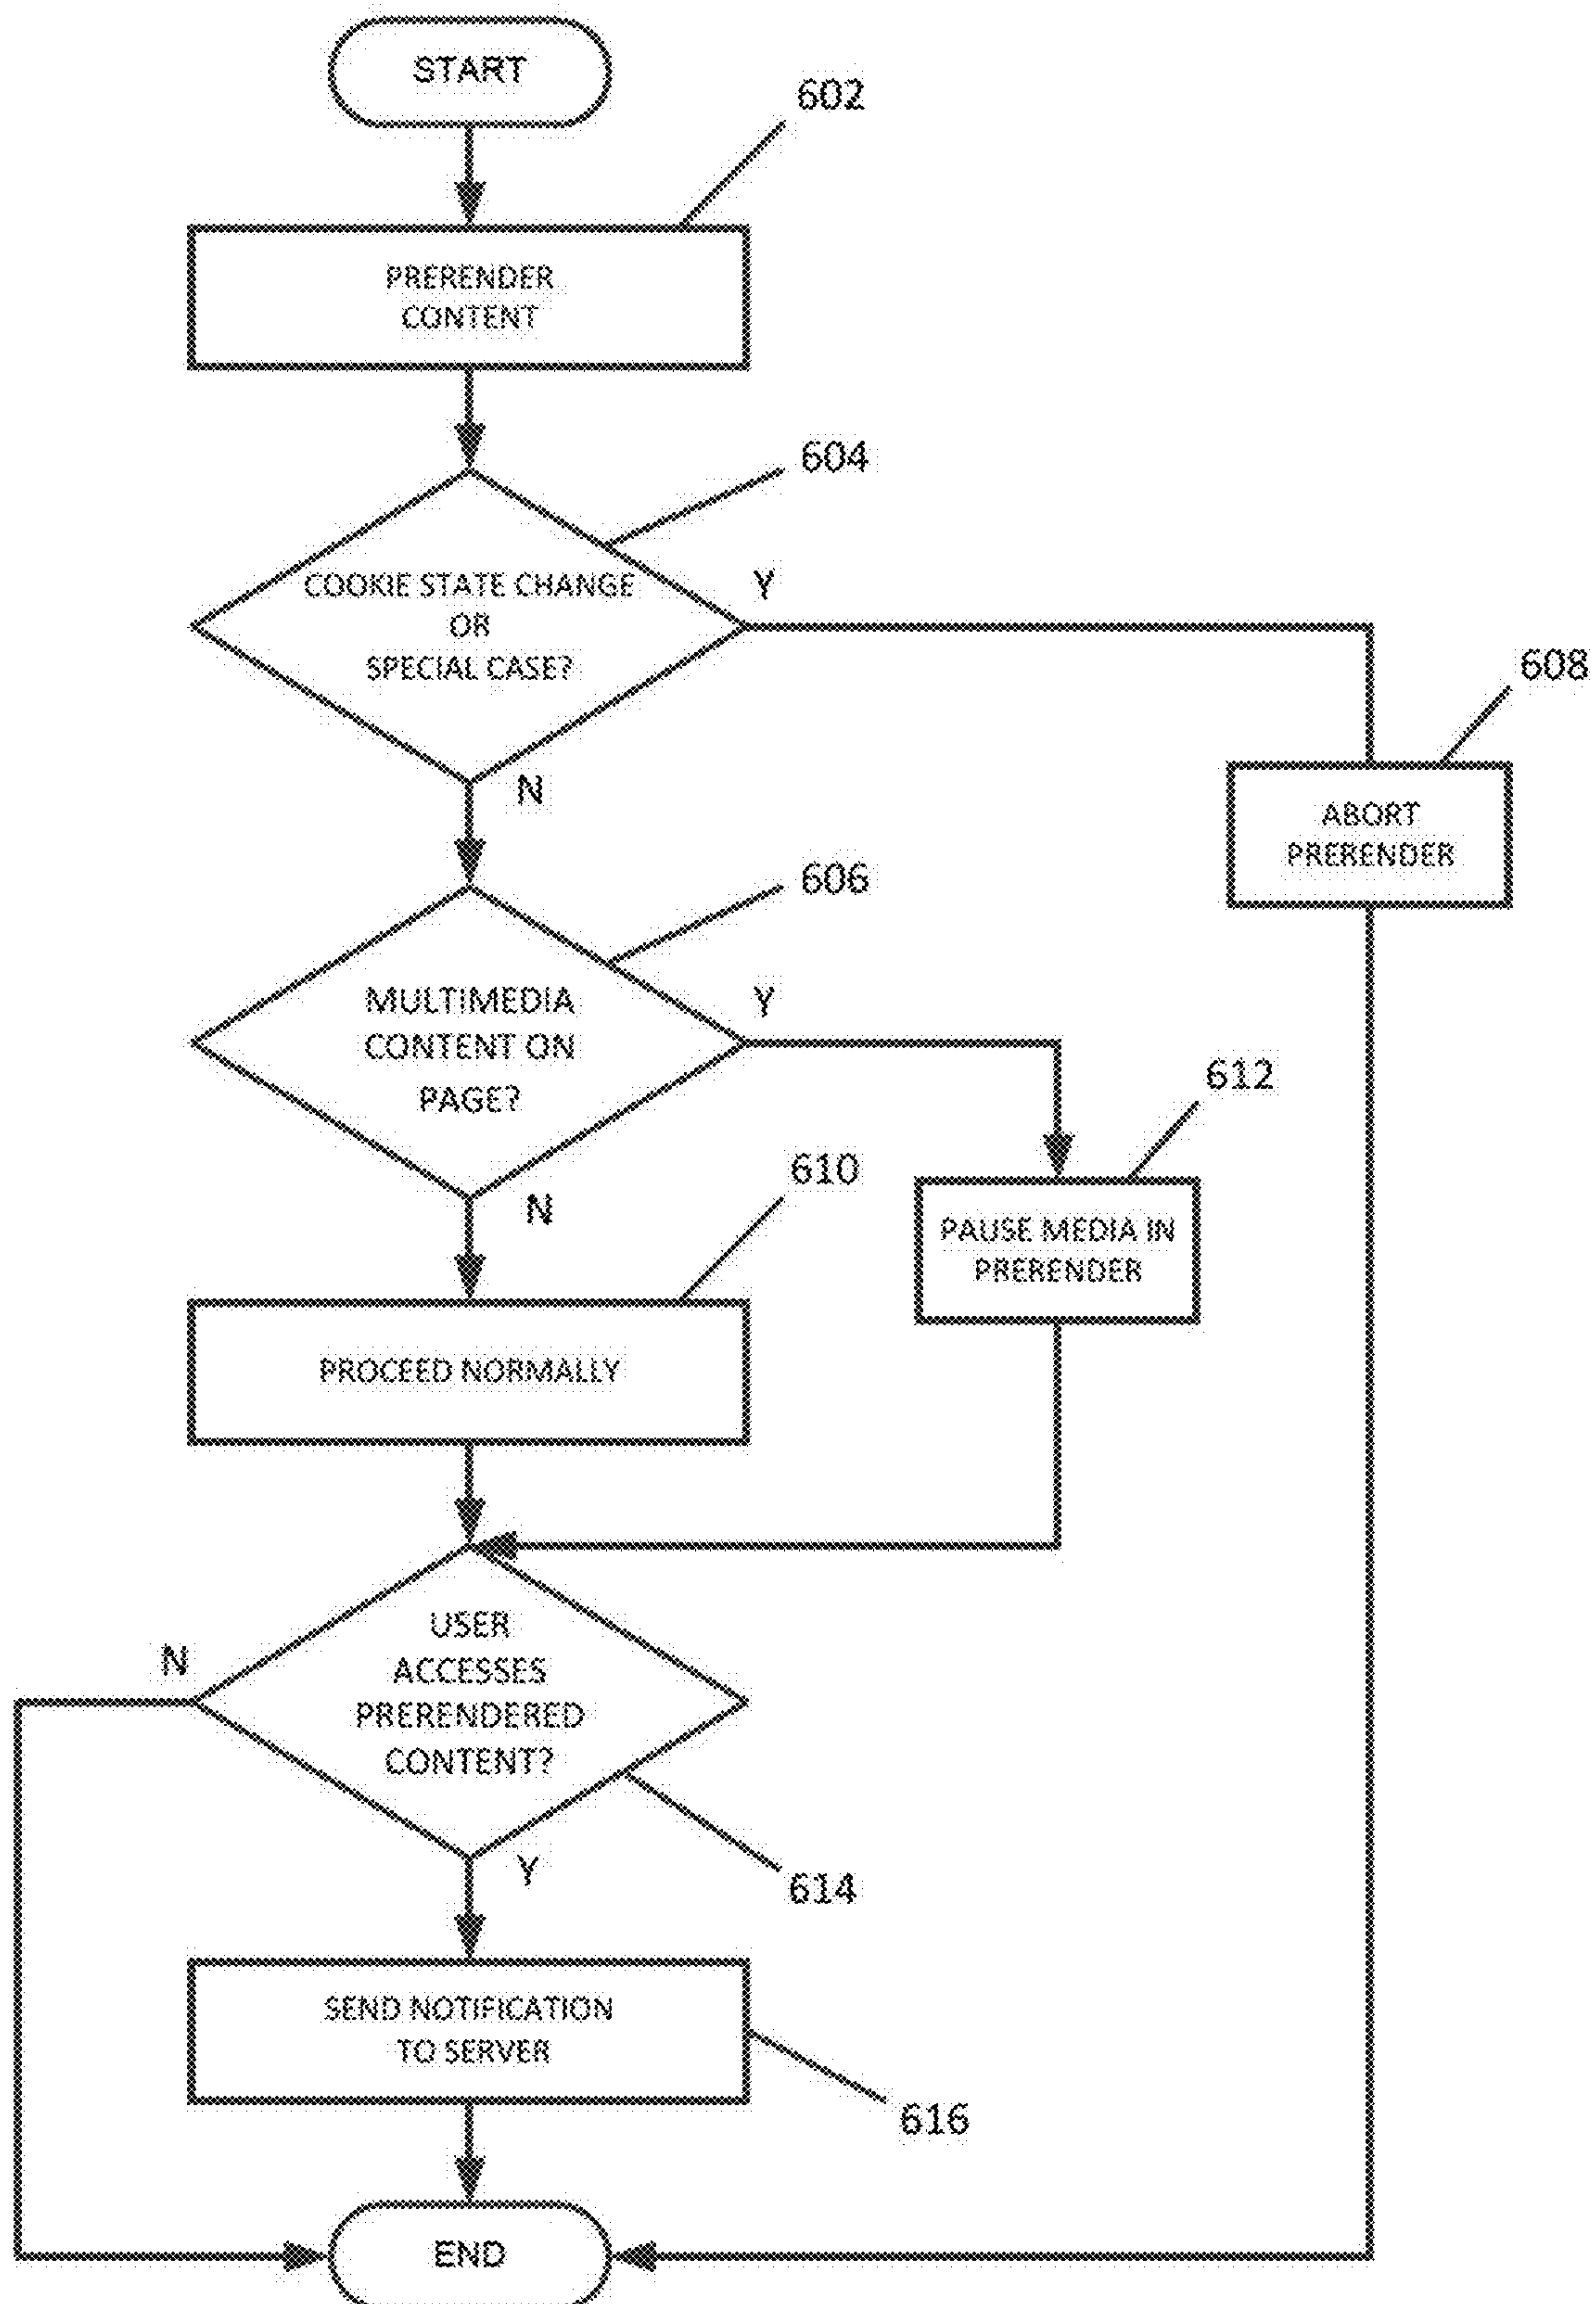 START
602
PRERENDER
CONTENT
604
COOKIE STATE CHANGE
OR
SPECIAL CASE?
Y
N
608
ABORT
PRERENDER
606
MULTIMEDIA
CONTENT ON
PAGE?
Y
N
612
PAUSE MEDIA IN
PRERENDER
610
PROCEED NORMALLY
USER
ACCESSES
PRERENDERED
CONTENT?
N
Y
614
SEND NOTIFICATION
TO SERVER
616
END